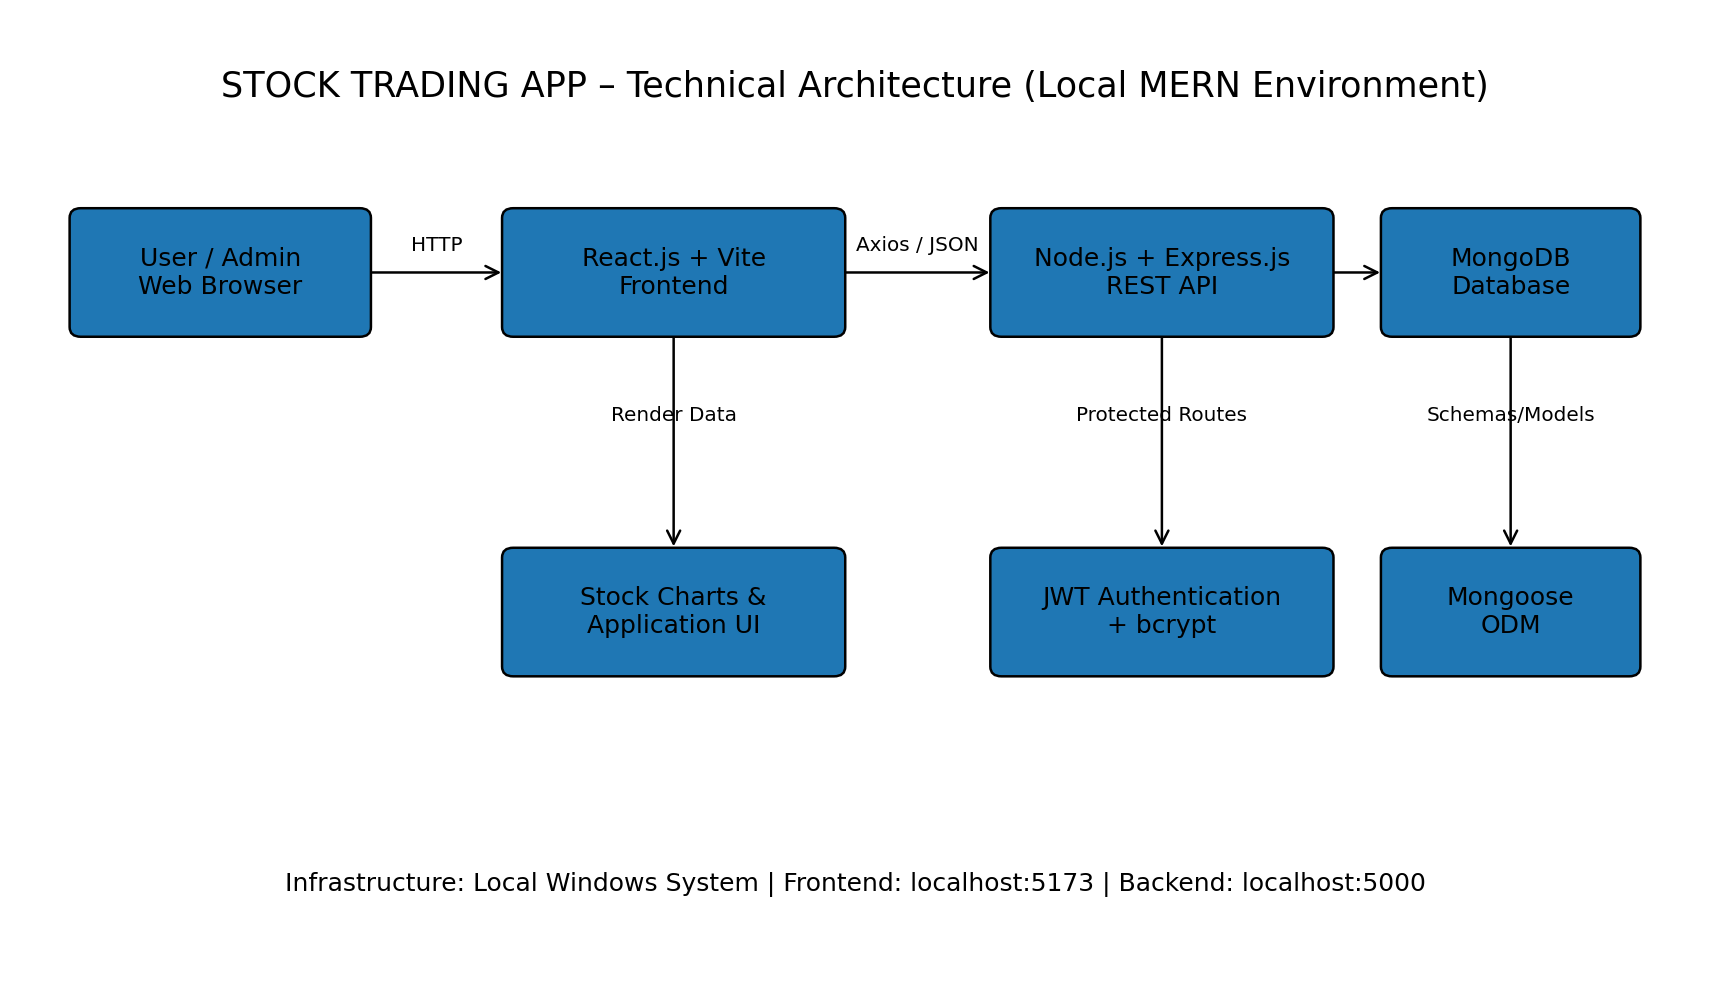 STOCK TRADING APP – Technical Architecture (Local MERN Environment)
User / Admin
Web Browser
HTTP
React.js + Vite
Frontend
Axios / JSON
Node.js + Express.js
REST API
MongoDB
Database
Render Data
Protected Routes
Schemas/Models
Stock Charts &
Application UI
JWT Authentication
+ bcrypt
Mongoose
ODM
Infrastructure: Local Windows System | Frontend: localhost:5173 | Backend: localhost:5000